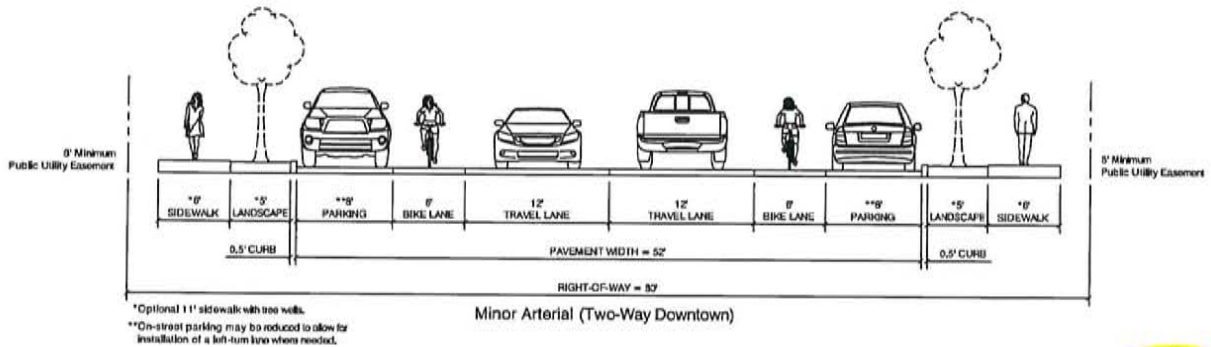 Minimum
Public Utility Easement
*6'
SIDEWALK
*5'
LANDSCAPE
**8'
PARKING
6'
BIKE LANE
12'
TRAVEL LANE
12'
TRAVEL LANE
6'
BIKE LANE
**8'
PARKING
*5'
LANDSCAPE
*6'
SIDEWALK
Minimum
Public Utility Easement
0.5' CURB
PAVEMENT WIDTH = 52'
0.5' CURB
RIGHT-OF-WAY = 80'
Minor Arterial (Two-Way Downtown)
*Optional 11' sidewalk with tree wells.
**On-street parking may be reduced to allow for
installation of a left-turn lane where needed.